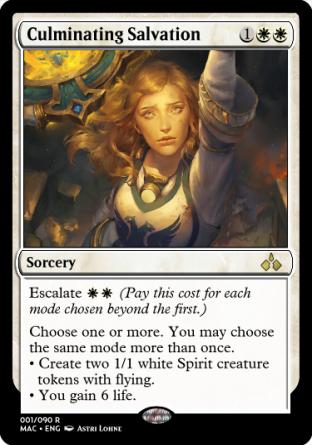 Culminating Salvation 1
Sorcery
Escalate (Pay this cost for each
mode chosen beyond the first.)
Choose one or more. You may choose
the same mode more than once.
• Create two 1/1 white Spirit creature
tokens with flying.
• You gain 6 life.
001/090 R
MAC • ENG Astri Lohne